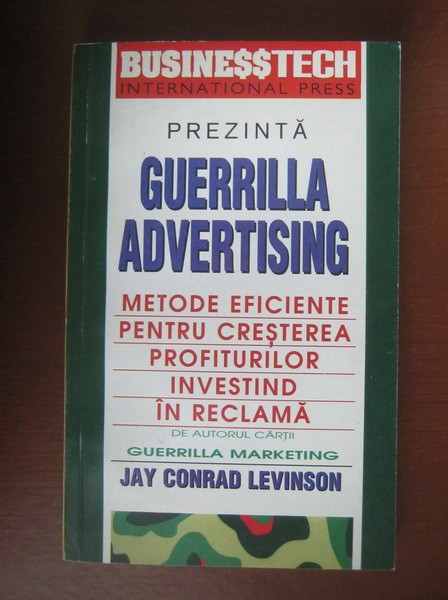 BUSINE$$TECH
INTERNATIONAL PRESS
PREZINTĂ
GUERRILLA
ADVERTISING
METODE EFICIENTE
PENTRU CREȘTEREA
PROFITURILOR
INVESTIND
ÎN RECLAMĂ
DE AUTORUL CĂRȚII
GUERRILLA MARKETING
JAY CONRAD LEVINSON